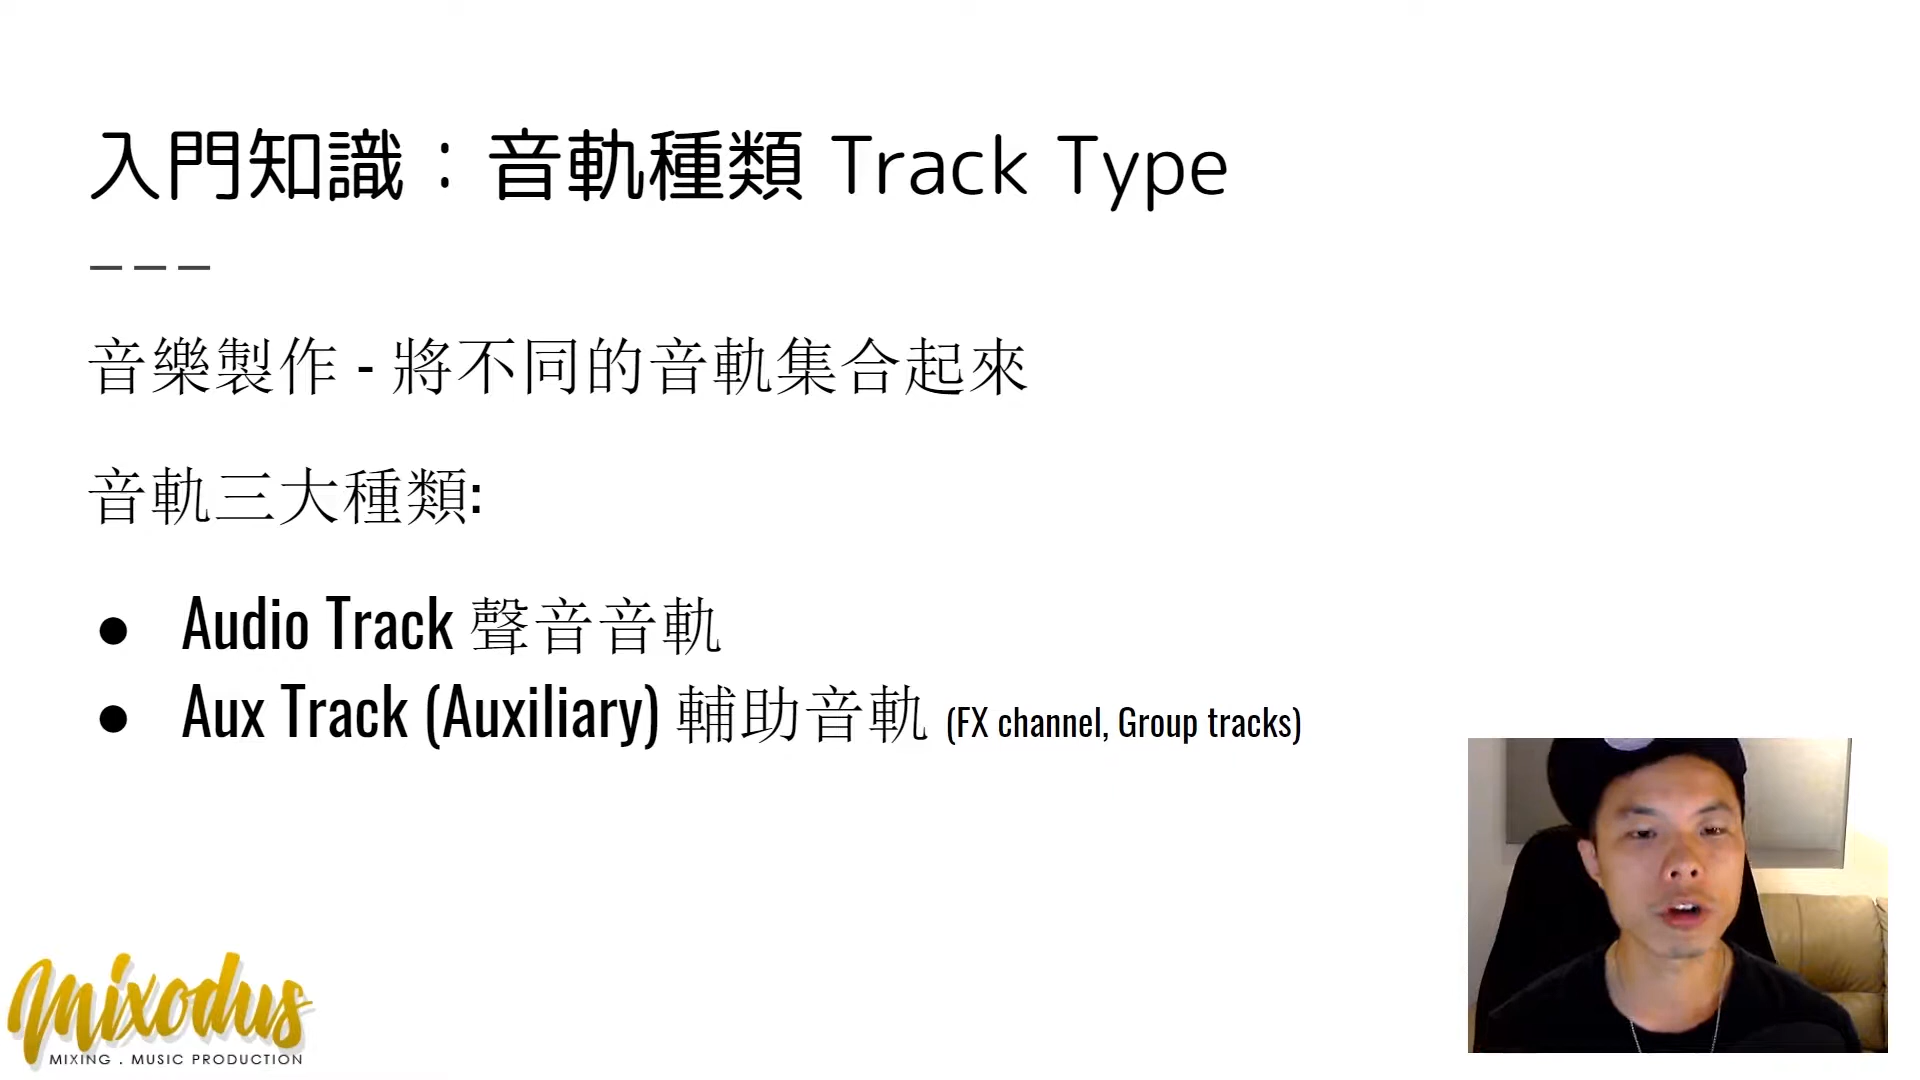 入門知識：音軌種類 Track Type
音樂製作 - 將不同的音軌集合起來
音軌三大種類:
● Audio Track 聲音音軌
● Aux Track (Auxiliary) 輔助音軌 (FX channel, Group tracks)
mixodus
MIXING . MUSIC PRODUCTION